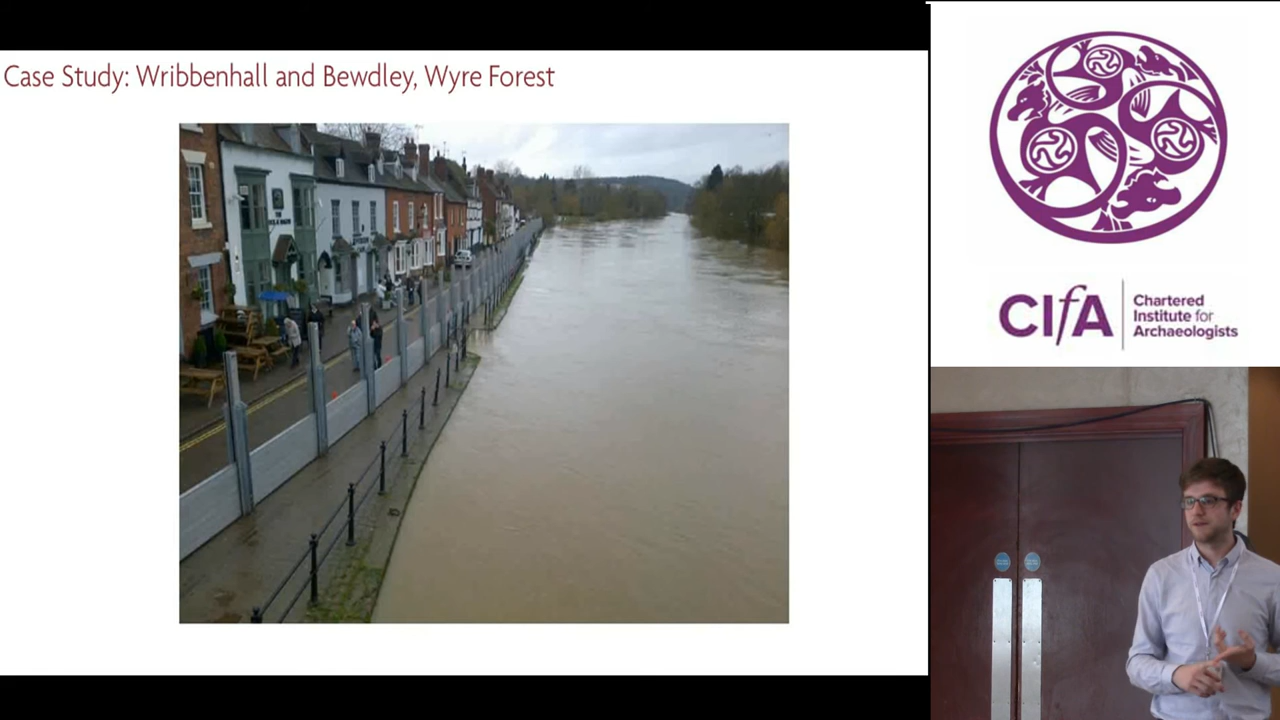 Case Study: Wribbenhall and Bewdley, Wyre Forest
CIfA
Chartered
Institute for
Archaeologists